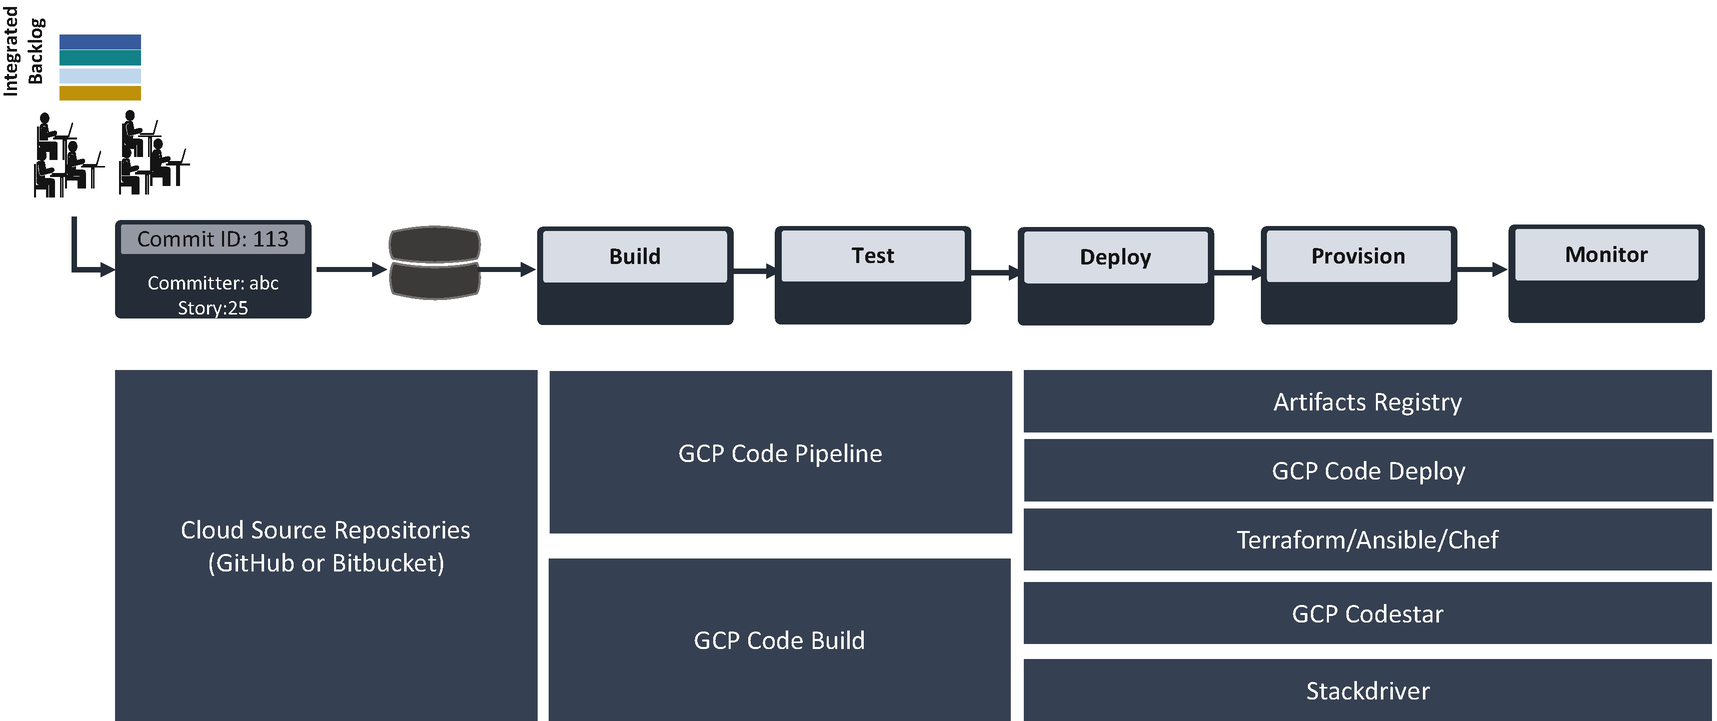 Integrated
Backlog
Commit ID: 113
Committer: abc
Story:25
Build
Test
Deploy
Provision
Monitor
Cloud Source Repositories
(GitHub or Bitbucket)
GCP Code Pipeline
GCP Code Build
Artifacts Registry
GCP Code Deploy
Terraform/Ansible/Chef
GCP Codestar
Stackdriver